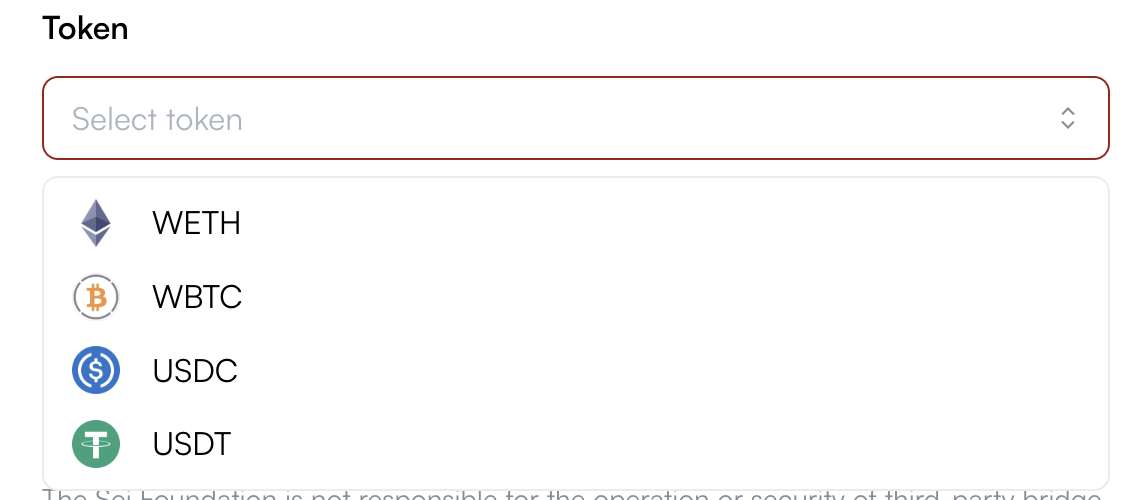 Token
Select token
WETH
WBTC
USDC
USDT
The Sei Foundation is not responsible for the operation or security of third-party bridge